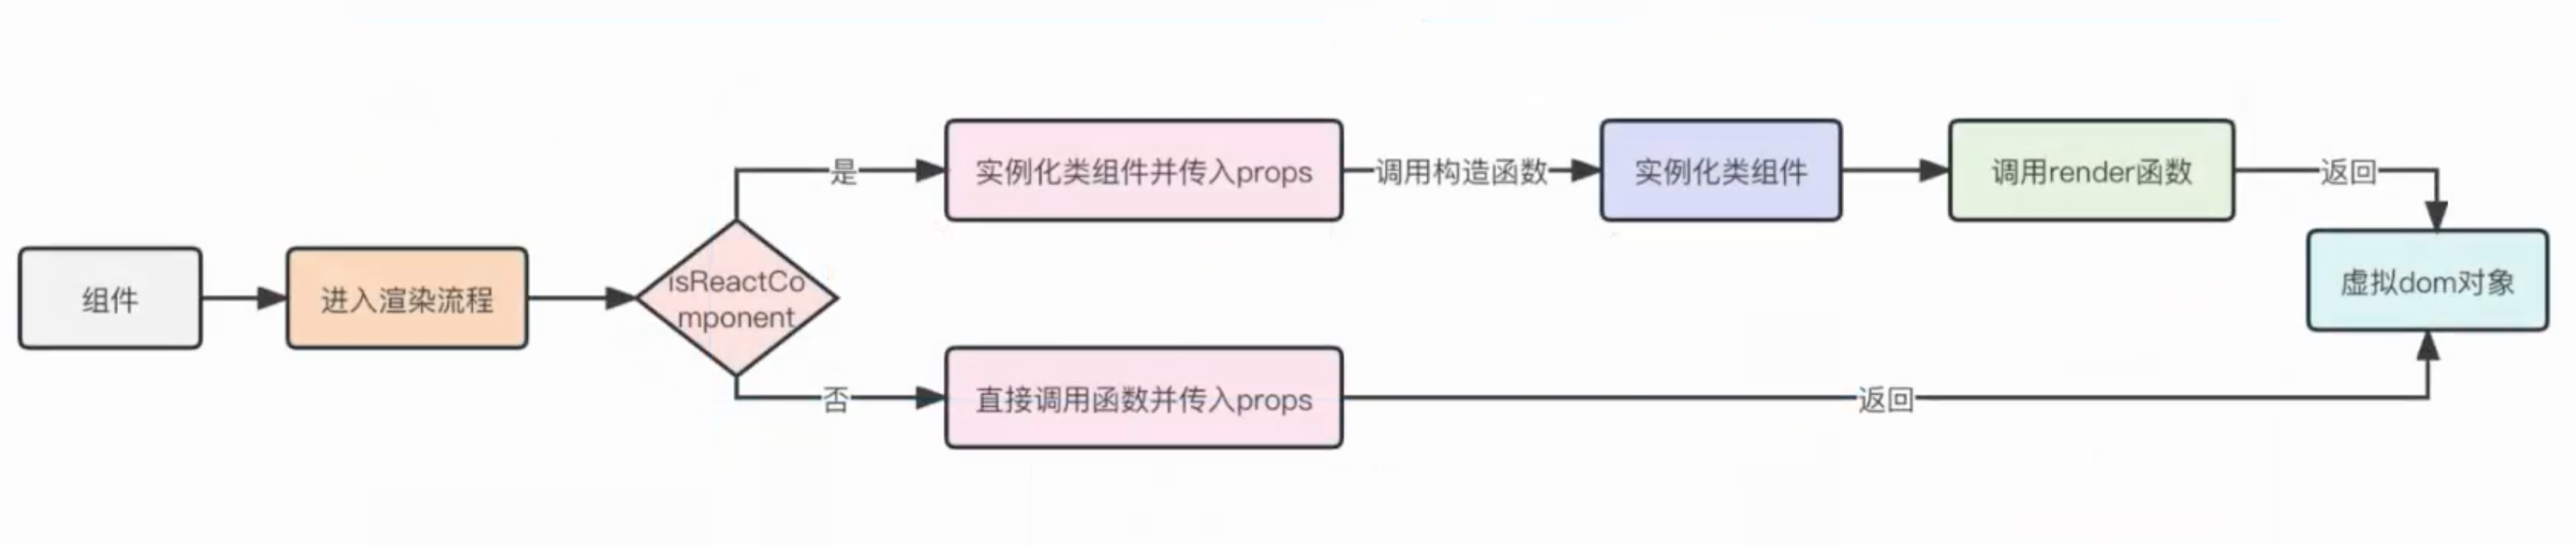 组件
进入渲染流程
isReactCo
mponent
是
实例化类组件并传入props
调用构造函数
实例化类组件
调用render函数
返回
虚拟dom对象
否
直接调用函数并传入props
返回